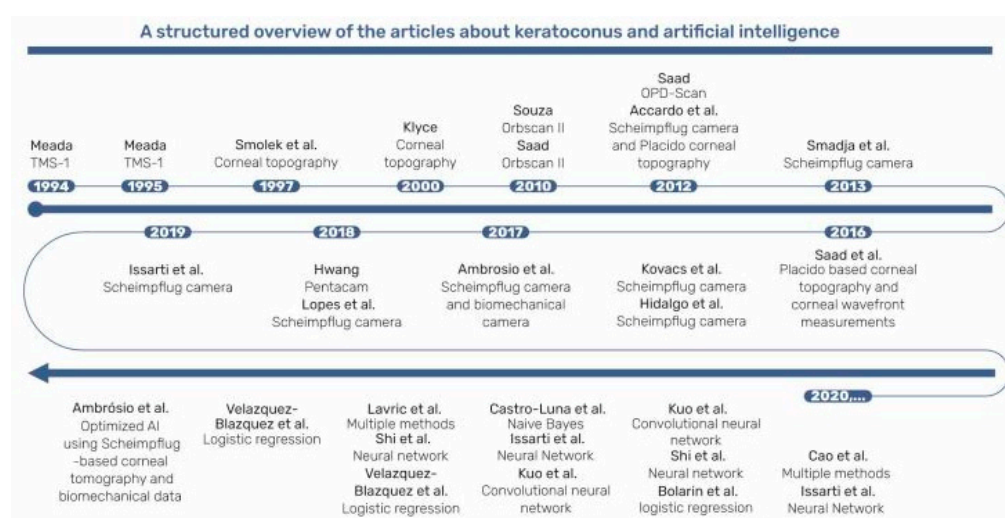 A structured overview of the articles about keratoconus and artificial intelligence
Meada
TMS-1
1994
Meada
TMS-1
1995
Smolek et al.
Corneal topography
1997
Klyce
Corneal
topography
2000
Souza
Orbscan II
Saad
Orbscan II
2010
Saad
OPD-Scan
Accardo et al.
Scheimpflug camera
and Placido corneal
topography
2012
Smadja et al.
Scheimpflug camera
2013
2019
Issarti et al.
Scheimpflug camera
2018
Hwang
Pentacam
Lopes et al.
Scheimpflug camera
2017
Ambrosio et al.
Scheimpflug camera
and biomechanical
camera
Kovacs et al.
Scheimpflug camera
Hidalgo et al.
Scheimpflug camera
2016
Saad et al.
Placido based corneal
topography and
corneal wavefront
measurements
Ambrósio et al.
Optimized AI
using Scheimpflug
-based corneal
tomography and
biomechanical data
Velazquez-
Blazquez et al.
Logistic regression
Lavric et al.
Multiple methods
Shi et al.
Neural network
Velazquez-
Blazquez et al.
Logistic regression
Castro-Luna et al.
Naive Bayes
Issarti et al.
Neural Network
Kuo et al.
Convolutional neural
network
Kuo et al.
Convolutional neural
network
Shi et al.
Neural network
Bolarin et al.
logistic regression
2020,...
Cao et al.
Multiple methods
Issarti et al.
Neural Network